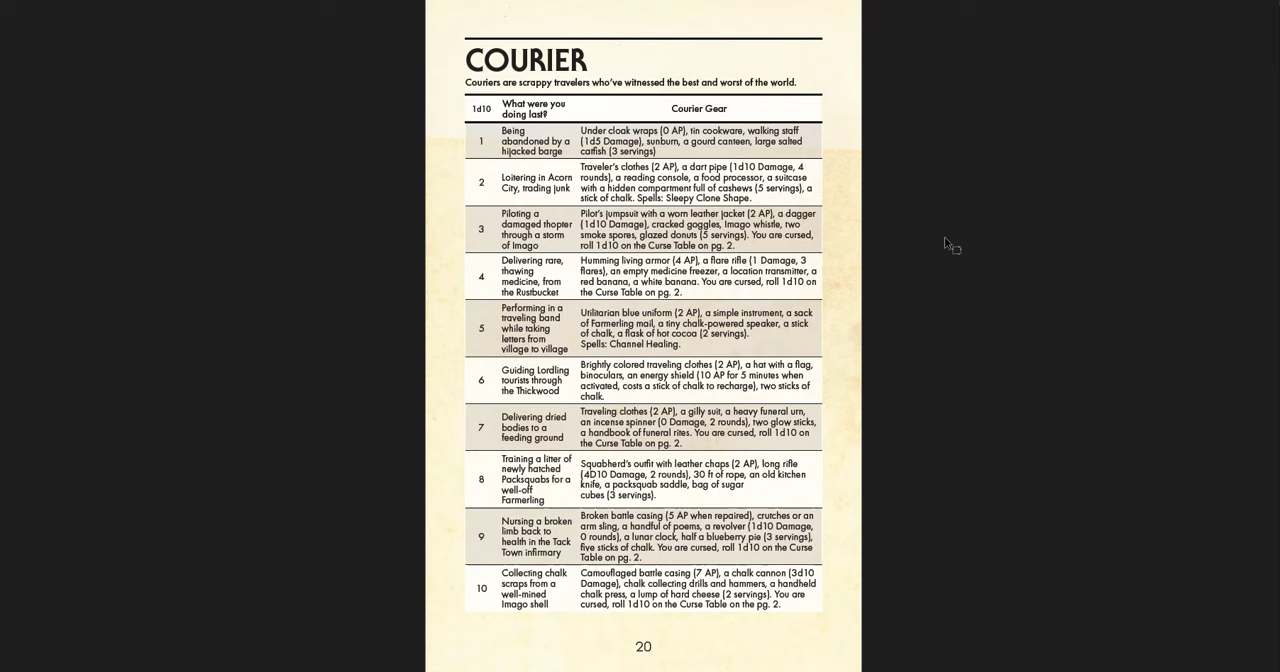 COURIER
Couriers are scrappy travelers who've witnessed the best and worst of the world.
1d10
What were you
doing last?
Courier Gear
1
Being
abandoned by a
hijacked barge
Under cloak wraps (0 AP), tin cookware, walking staff
(1d5 Damage), sunburn, a gourd canteen, large salted
catfish (3 servings)
2
Loitering in Acorn
City, trading junk
Traveler's clothes (2 AP), a dart pipe (1d10 Damage, 4
rounds), a reading console, a food processor, a suitcase
with a hidden compartment full of cashews (5 servings), a
stick of chalk. Spells: Sleepy Clone Shape.
3
Piloting a
damaged thopter
through a storm
of Imago
Pilot's jumpsuit with a worn leather jacket (2 AP), a dagger
(1d10 Damage), cracked goggles, Imago whistle, two
smoke spores, glazed donuts (5 servings). You are cursed,
roll 1d10 on the Curse Table on pg. 2.
4
Delivering rare,
thawing
medicine, from
the Rustbucket
Humming living armor (4 AP), a flare rifle (1 Damage, 3
flares), an empty medicine freezer, a location transmitter, a
red banana, a white banana. You are cursed, roll 1d10 on
the Curse Table on pg. 2.
5
Performing in a
traveling band
while taking
letters from
village to village
Utilitarian blue uniform (2 AP), a simple instrument, a sack
of Farmerling mail, a tiny chalk-powered speaker, a stick
of chalk, a flask of hot cocoa (2 servings).
Spells: Channel Healing.
6
Guiding Lordling
tourists through
the Thickwood
Brightly colored traveling clothes (2 AP), a hat with a flag,
binoculars, an energy shield (10 AP for 5 minutes when
activated, costs a stick of chalk to recharge), two sticks of
chalk.
7
Delivering dried
bodies to a
feeding ground
Traveling clothes (2 AP), a gilly suit, a heavy funeral urn,
an incense spinner (0 Damage, 2 rounds), two glow sticks,
a handbook of funeral rites. You are cursed, roll 1d10 on
the Curse Table on pg. 2.
8
Training a litter of
newly hatched
Packsquabs for a
well-off
Farmerling
Squabherd's outfit with leather chaps (2 AP), long rifle
(4D10 Damage, 2 rounds), 30 ft of rope, an old kitchen
knife, a packsquab saddle, bag of sugar
cubes (3 servings).
9
Nursing a broken
limb back to
health in the Tack
Town infirmary
Broken battle casing (5 AP when repaired), crutches or an
arm sling, a handful of poems, a revolver (1d10 Damage,
0 rounds), a lunar clock, half a blueberry pie (3 servings),
five sticks of chalk. You are cursed, roll 1d10 on the Curse
Table on pg. 2.
10
Collecting chalk
scraps from a
well-mined
Imago shell
Camouflaged battle casing (7 AP), a chalk cannon (3d10
Damage), chalk collecting drills and hammers, a handheld
chalk press, a lump of hard cheese (2 servings). You are
cursed, roll 1d10 on the Curse Table on the pg. 2.
20